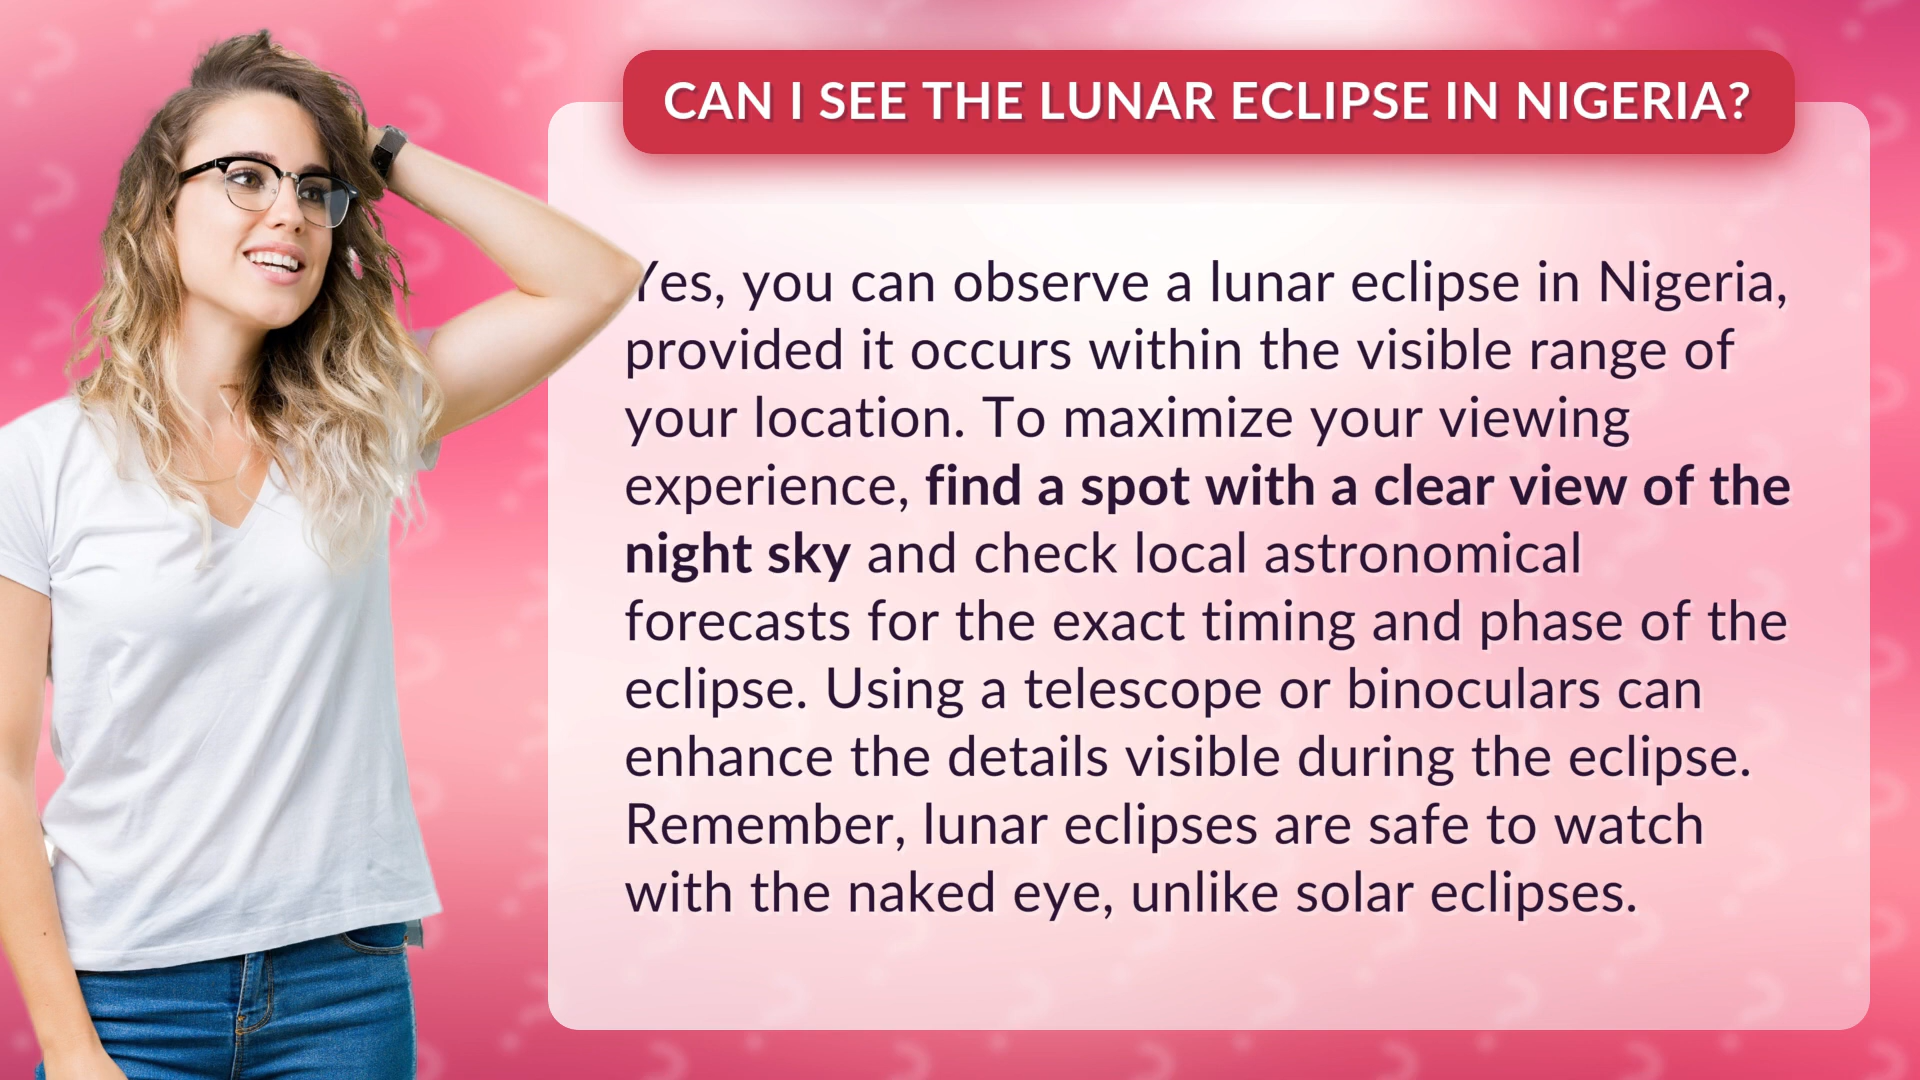 CAN I SEE THE LUNAR ECLIPSE IN NIGERIA?
Yes, you can observe a lunar eclipse in Nigeria,
provided it occurs within the visible range of
your location. To maximize your viewing
experience, find a spot with a clear view of the
night sky and check local astronomical
forecasts for the exact timing and phase of the
eclipse. Using a telescope or binoculars can
enhance the details visible during the eclipse.
Remember, lunar eclipses are safe to watch
with the naked eye, unlike solar eclipses.